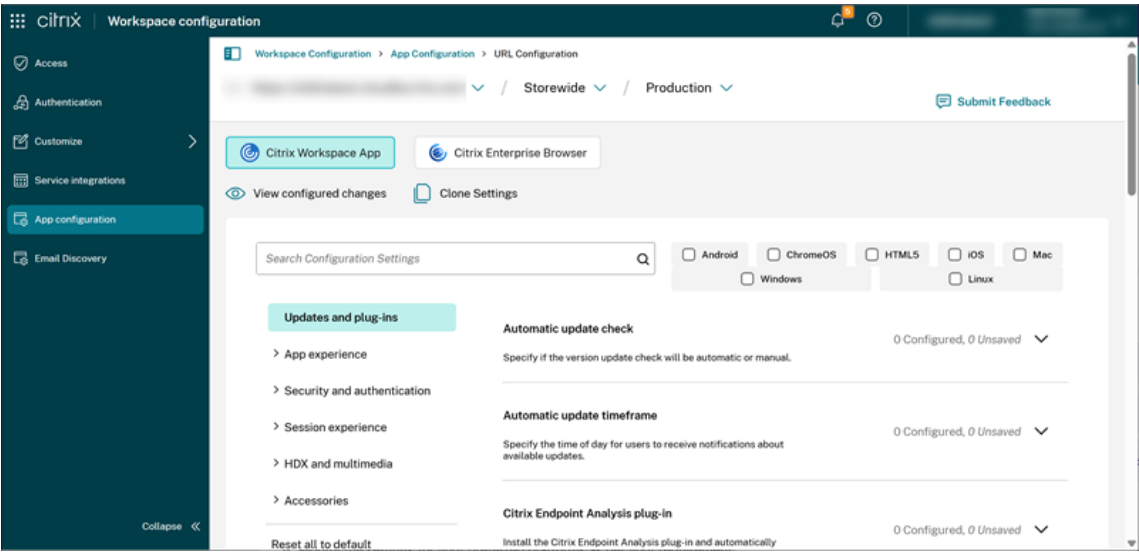 citrix | Workspace configuration
5
Access
Authentication
Customize
Service integrations
App configuration
Email Discovery
Collapse
Workspace Configuration > App Configuration > URL Configuration
/ Storewide / Production
Submit Feedback
Citrix Workspace App
Citrix Enterprise Browser
View configured changes
Clone Settings
Search Configuration Settings
Android ChromeOS HTML5 iOS Mac
Windows Linux
Updates and plug-ins
> App experience
> Security and authentication
> Session experience
> HDX and multimedia
> Accessories
Reset all to default
Automatic update check
0 Configured, 0 Unsaved
Specify if the version update check will be automatic or manual.
Automatic update timeframe
0 Configured, 0 Unsaved
Specify the time of day for users to receive notifications about
available updates.
Citrix Endpoint Analysis plug-in
0 Configured, 0 Unsaved
Install the Citrix Endpoint Analysis plug-in and automatically